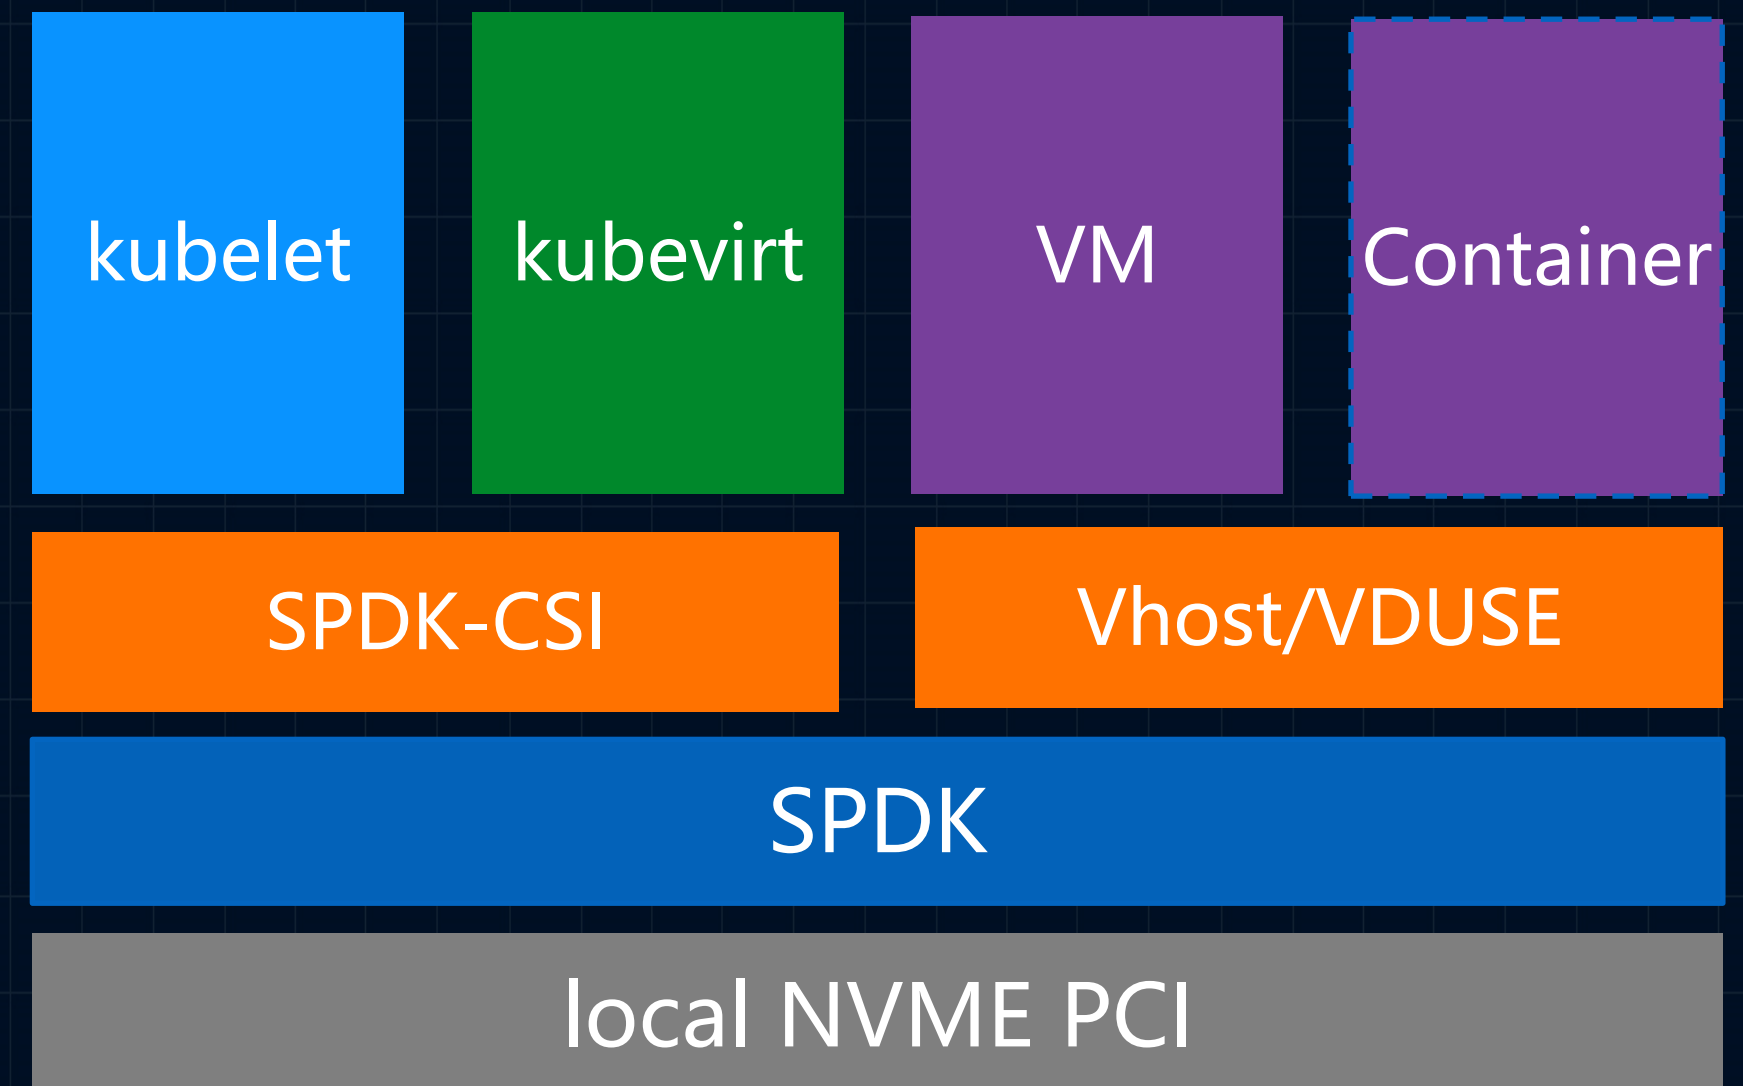 kubelet
kubevirt
VM
Container
SPDK-CSI
Vhost/VDUSE
SPDK
local NVME PCI